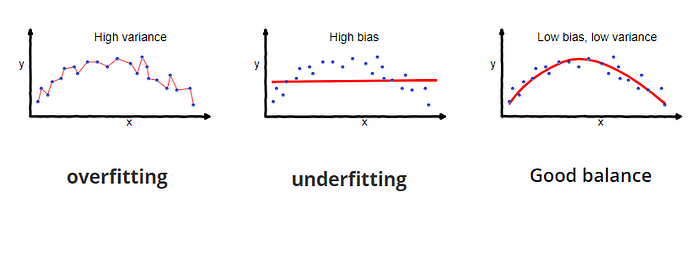 High variance
y
x
overfitting
High bias
y
x
underfitting
Low bias, low variance
y
x
Good balance